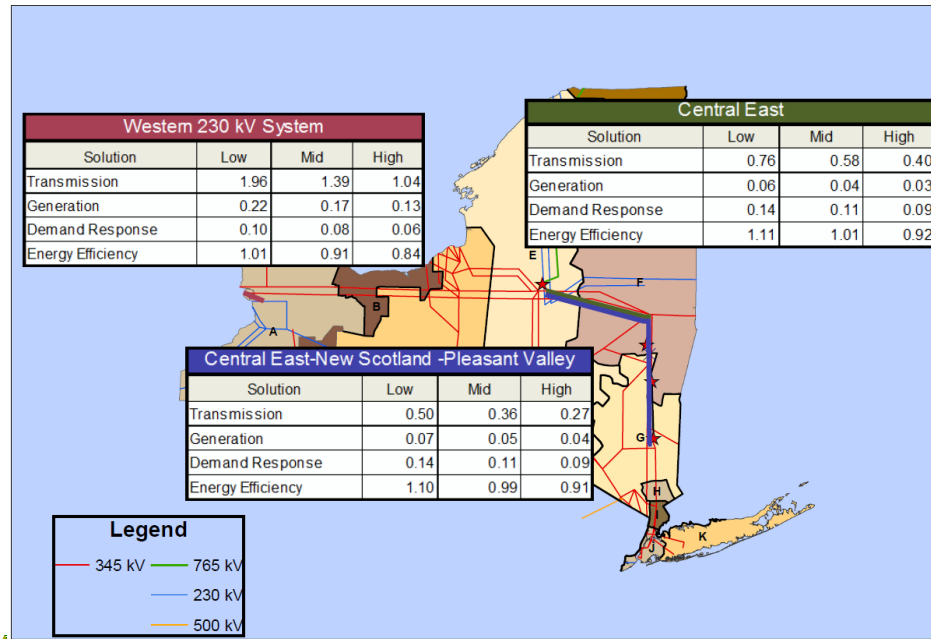 Western 230 kV System
Solution Low Mid High
Transmission 1.96 1.39 1.04
Generation 0.22 0.17 0.13
Demand Response 0.10 0.08 0.06
Energy Efficiency 1.01 0.91 0.84
Central East
Solution Low Mid High
Transmission 0.76 0.58 0.40
Generation 0.06 0.04 0.03
Demand Response 0.14 0.11 0.09
Energy Efficiency 1.11 1.01 0.92
E
F
B
A
Central East-New Scotland -Pleasant Valley
Solution Low Mid High
Transmission 0.50 0.36 0.27
Generation 0.07 0.05 0.04
Demand Response 0.14 0.11 0.09
Energy Efficiency 1.10 0.99 0.91
G
H
I
J
K
Legend
345 kV 765 kV
230 kV
500 kV